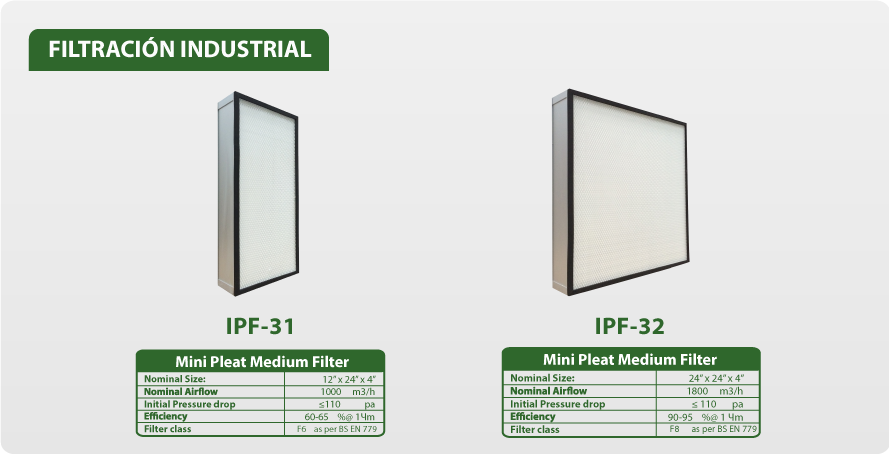 FILTRACIÓN INDUSTRIAL
IPF-31
Mini Pleat Medium Filter
Nominal Size: 12” x 24” x 4”
Nominal Airflow 1000 m3/h
Initial Pressure drop ≤110 pa
Efficiency 60-65 %@ 1Чm
Filter class F6 as per BS EN 779
IPF-32
Mini Pleat Medium Filter
Nominal Size: 24” x 24” x 4”
Nominal Airflow 1800 m3/h
Initial Pressure drop ≤ 110 pa
Efficiency 90-95 %@ 1 Чm
Filter class F8 as per BS EN 779